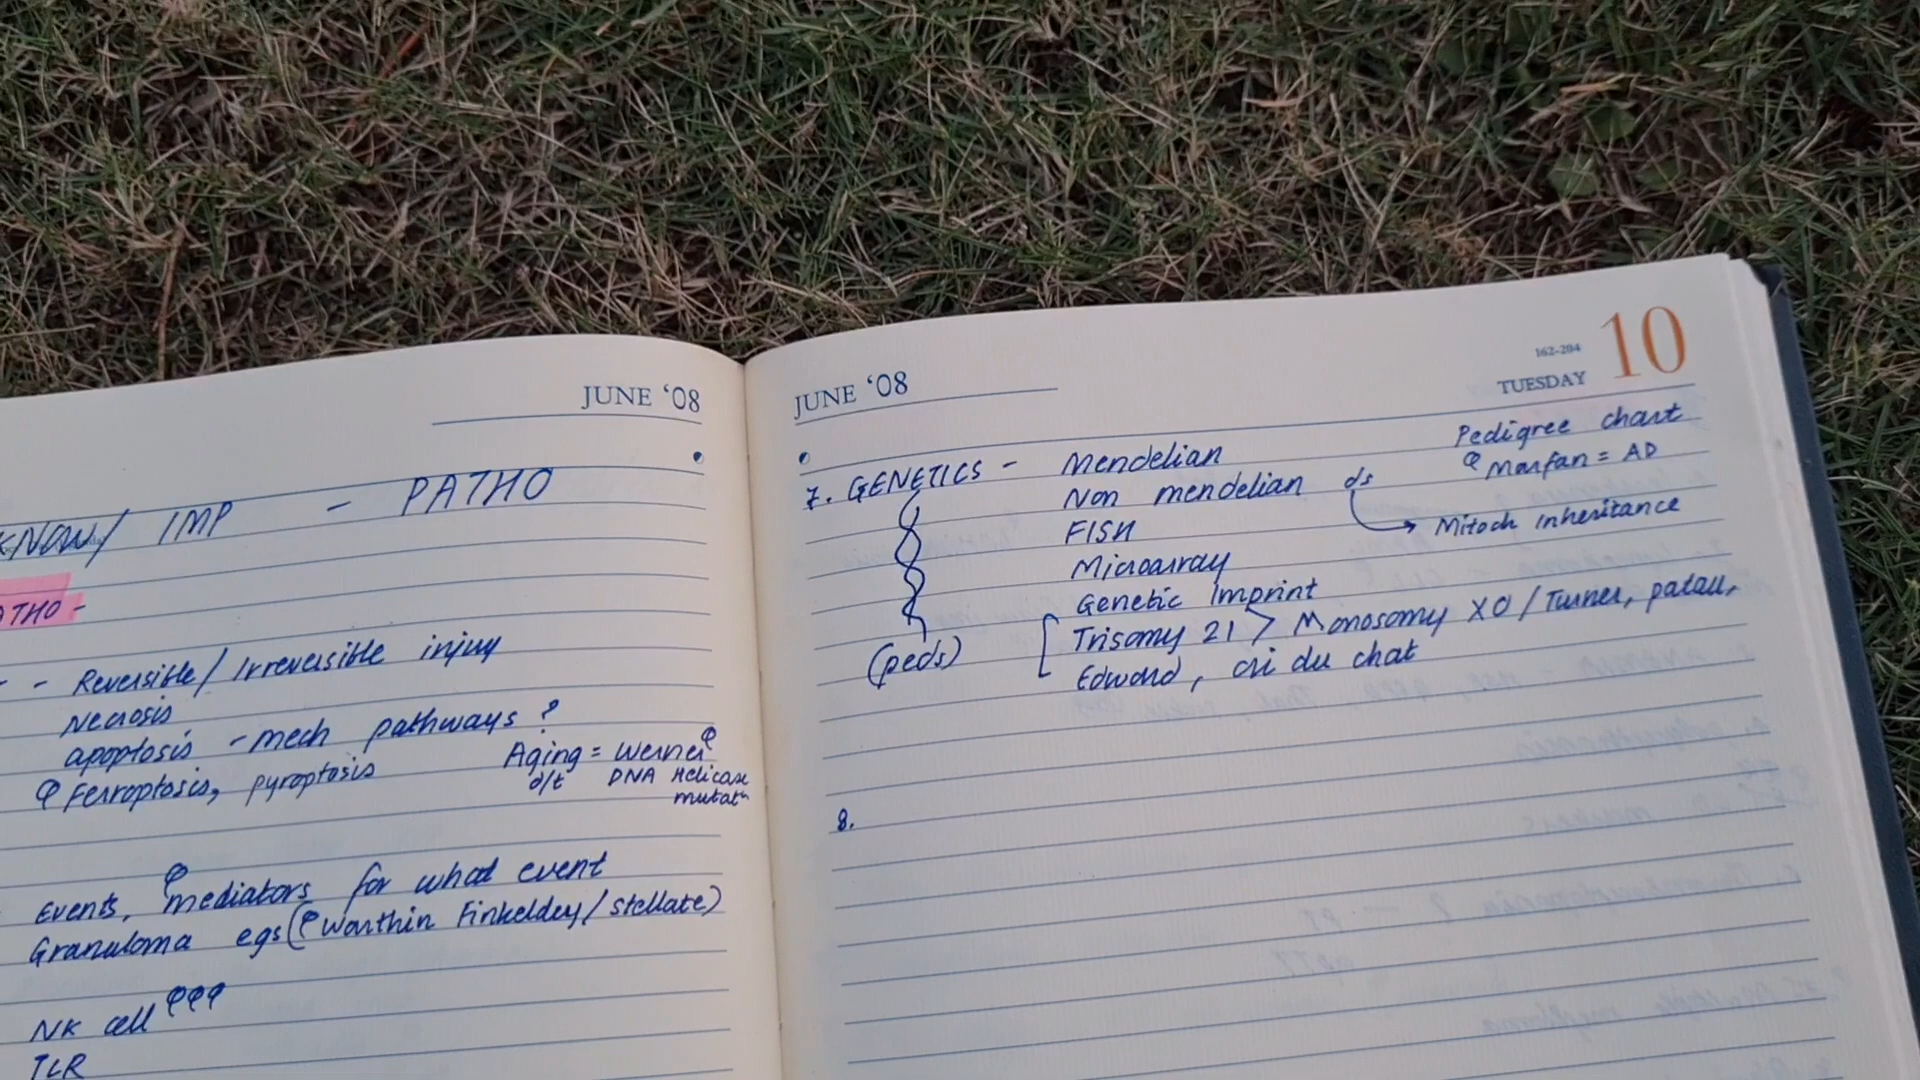 JUNE '08
KNOW/ IMP - PATHO
PATHO -
- - Reversible/ Irreversible injury
Necrosis
apoptosis - mech pathways ?
Q Ferroptosis, pyroptosis
Aging = Werner Q
d/t DNA Helicase
mutatn
Events, Q mediators for what event
Granuloma egs (Q Warthin Finkeldey/ stellate)
NK cell QQQ
TLR
JUNE '08
162-204
TUESDAY 10
Pedigree chart
Q Marfan = AD
7. GENETICS - Mendelian
Non mendelian ds
Mitoch Inheritance
FISH
Microarray
Genetic Imprint
(peds)
Trisomy 21 > Monosomy XO / Turner, patau,
Edward, cri du chat
8.